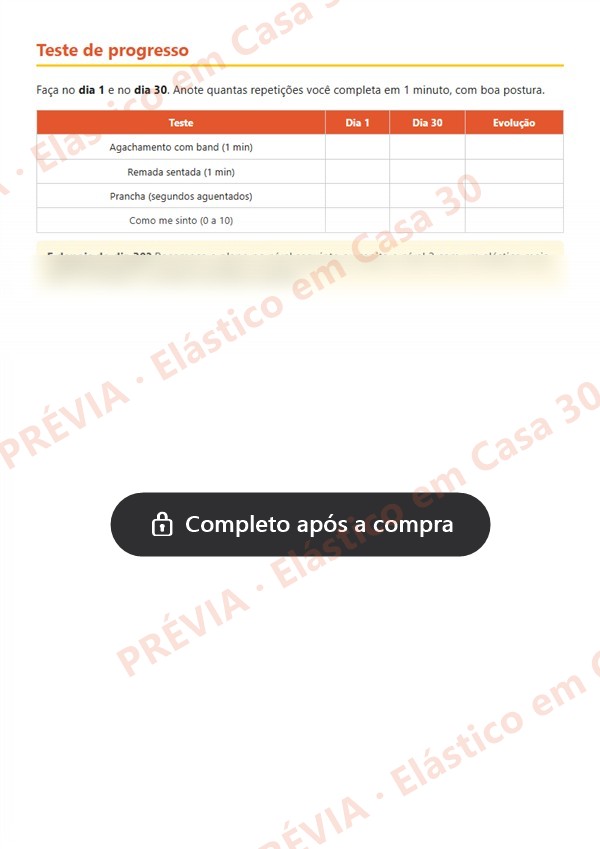 Teste de progresso
Faça no dia 1 e no dia 30. Anote quantas repetições você completa em 1 minuto, com boa postura.
Teste Dia 1 Dia 30 Evolução
Agachamento com band (1 min)
Remada sentada (1 min)
Prancha (segundos aguentados)
Como me sinto (0 a 10)
Completo após a compra
em Casa 30
PRÉVIA · Elástico em Casa 30
PRÉVIA · Elástico em Casa 30
PRÉVIA · Elástico em C